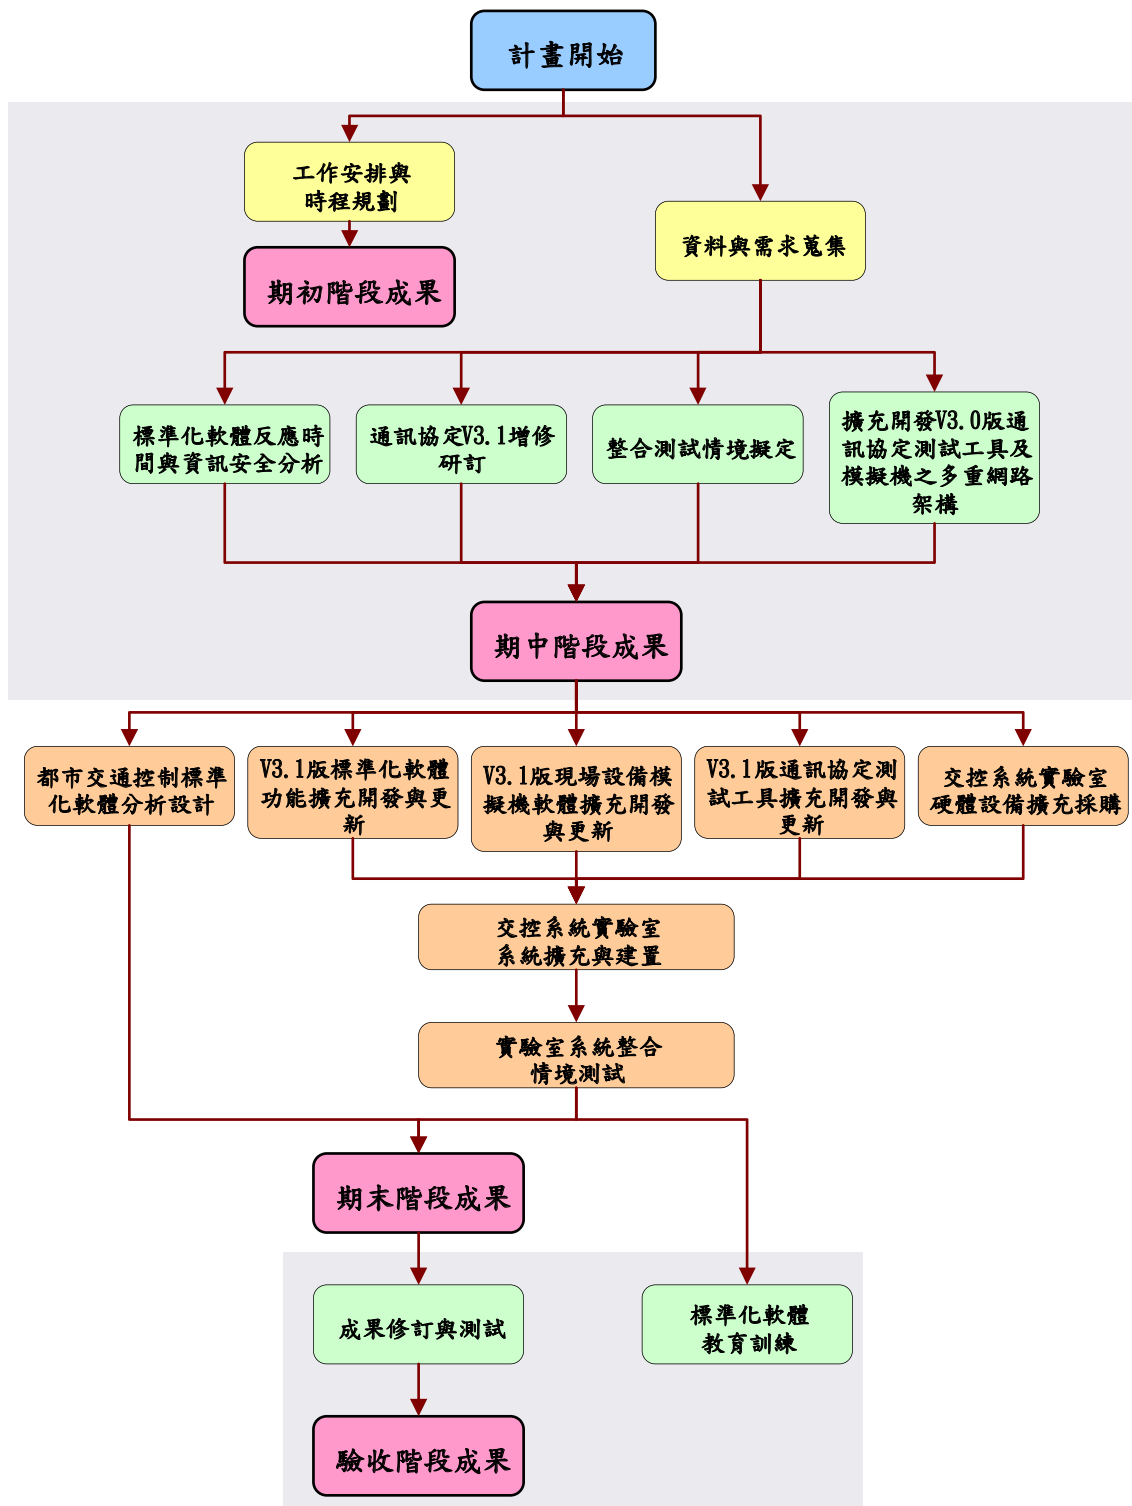 計畫開始
工作安排與
時程規劃
資料與需求蒐集
期初階段成果
標準化軟體反應時
間與資訊安全分析
通訊協定V3.1增修
研訂
整合測試情境擬定
擴充開發V3.0版通
訊協定測試工具及
模擬機之多重網路
架構
期中階段成果
都市交通控制標準
化軟體分析設計
V3.1版標準化軟體
功能擴充開發與更
新
V3.1版現場設備模
擬機軟體擴充開發
與更新
V3.1版通訊協定測
試工具擴充開發與
更新
交控系統實驗室
硬體設備擴充採購
交控系統實驗室
系統擴充與建置
實驗室系統整合
情境測試
期末階段成果
成果修訂與測試
標準化軟體
教育訓練
驗收階段成果